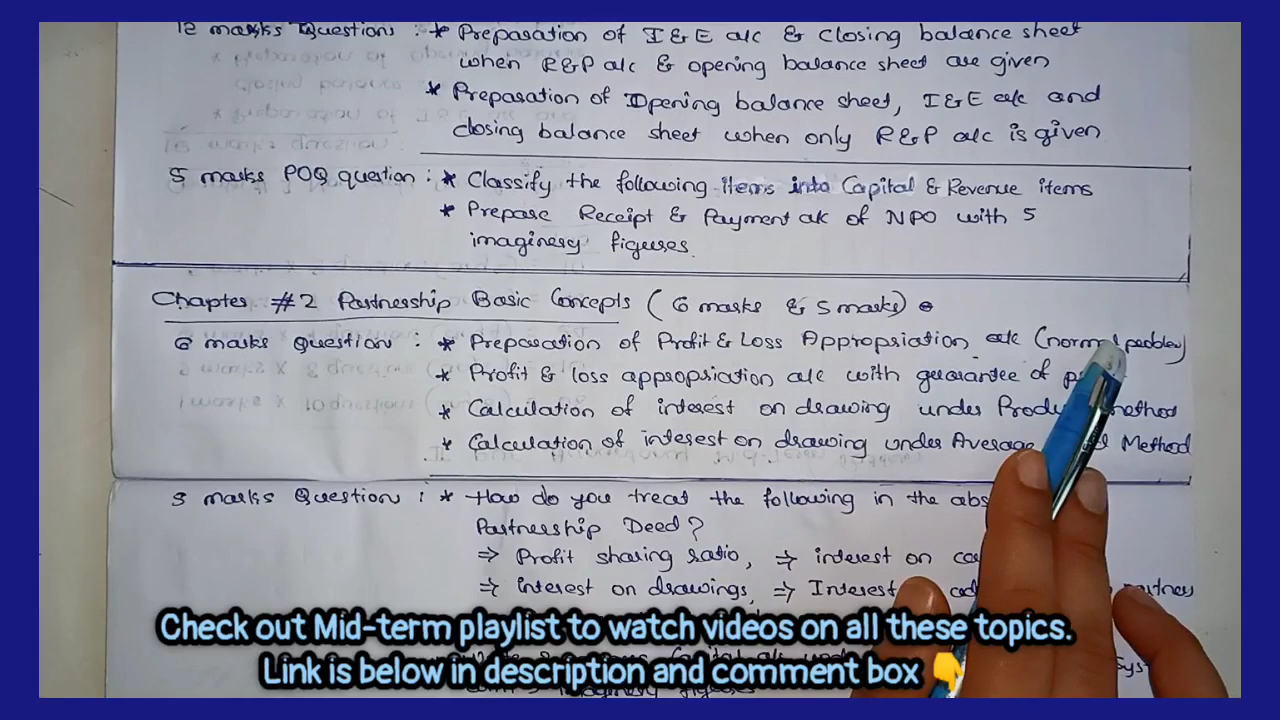 12 marks Question : * Preparation of I&E a/c & Closing balance sheet
when R&P a/c & opening balance sheet are given
* Preparation of Opening balance sheet, I&E a/c and
closing balance sheet when only R&P a/c is given
5 marks POQ question : * Classify the following items into Capital & Revenue items
* Prepare Receipt & Payment a/c of NPO with 5
imaginery figures.
Chapter #2 Partnership Basic Concepts (6 marks & 5 marks)
6 marks question : * Preparation of Profit & Loss Appropriation a/c (normal problem)
* Profit & loss appropriation a/c with guarantee of
* Calculation of interest on drawing under Method
* Calculation of interest on drawing under Average Method
5 marks Question : * How do you treat the following in the
Partnership Deed?
⇒ Profit sharing ratio, ⇒ interest on
⇒ interest on drawings, ⇒ Interest
Check out Mid-term playlist to watch videos on all these topics.
Link is below in description and comment box 👇
imaginery figures